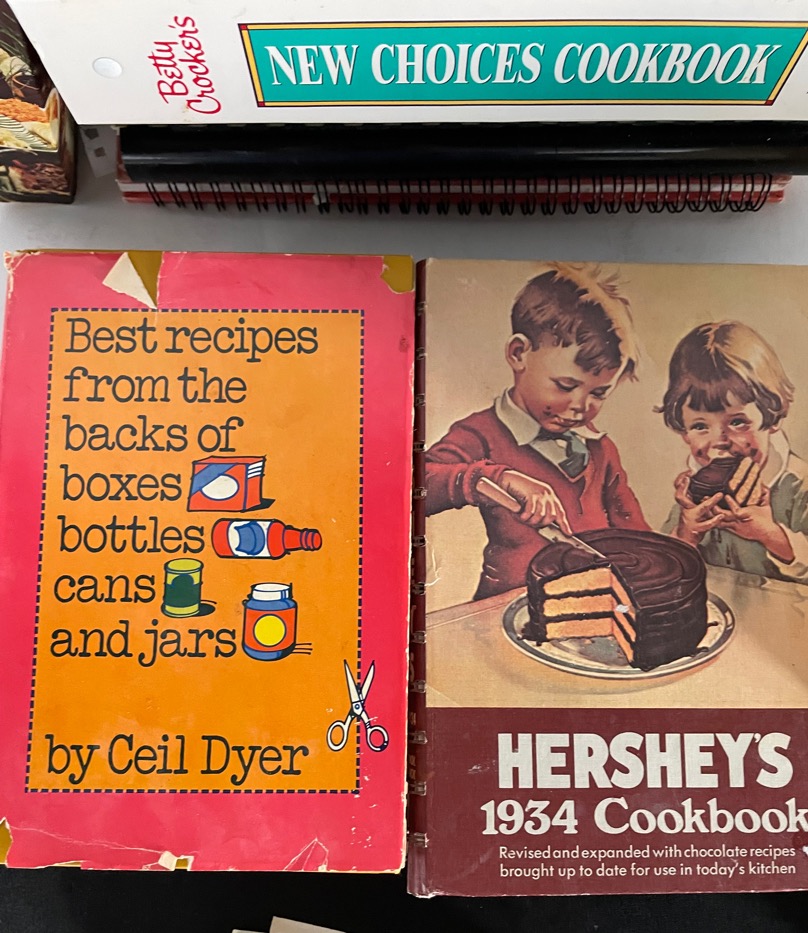 Betty
Crocker's
NEW CHOICES COOKBOOK
Best recipes
from the
backs of
boxes
bottles
cans
and jars
by Ceil Dyer
HERSHEY'S
1934 Cookbook
Revised and expanded with chocolate recipes
brought up to date for use in today's kitchen